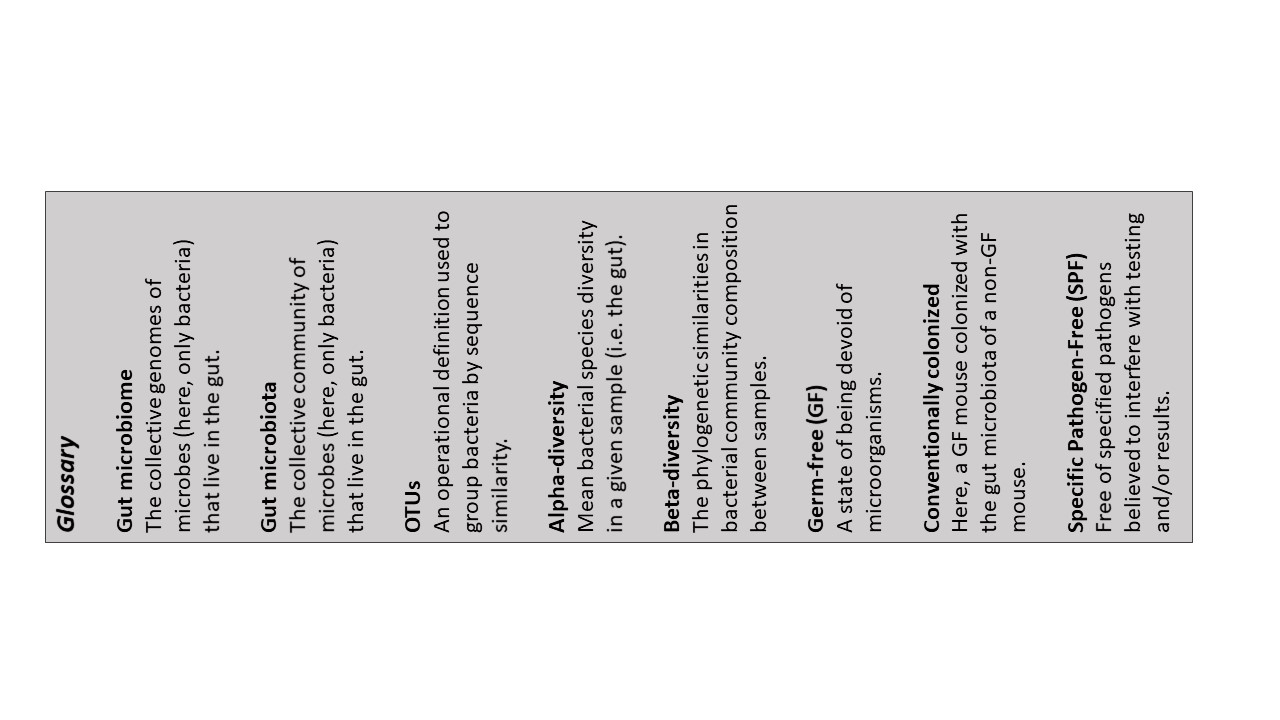 Glossary
Gut microbiome
The collective genomes of
microbes (here, only bacteria)
that live in the gut.
Gut microbiota
The collective community of
microbes (here, only bacteria)
that live in the gut.
OTUs
An operational definition used to
group bacteria by sequence
similarity.
Alpha-diversity
Mean bacterial species diversity
in a given sample (i.e. the gut).
Beta-diversity
The phylogenetic similarities in
bacterial community composition
between samples.
Germ-free (GF)
A state of being devoid of
microorganisms.
Conventionally colonized
Here, a GF mouse colonized with
the gut microbiota of a non-GF
mouse.
Specific Pathogen-Free (SPF)
Free of specified pathogens
believed to interfere with testing
and/or results.